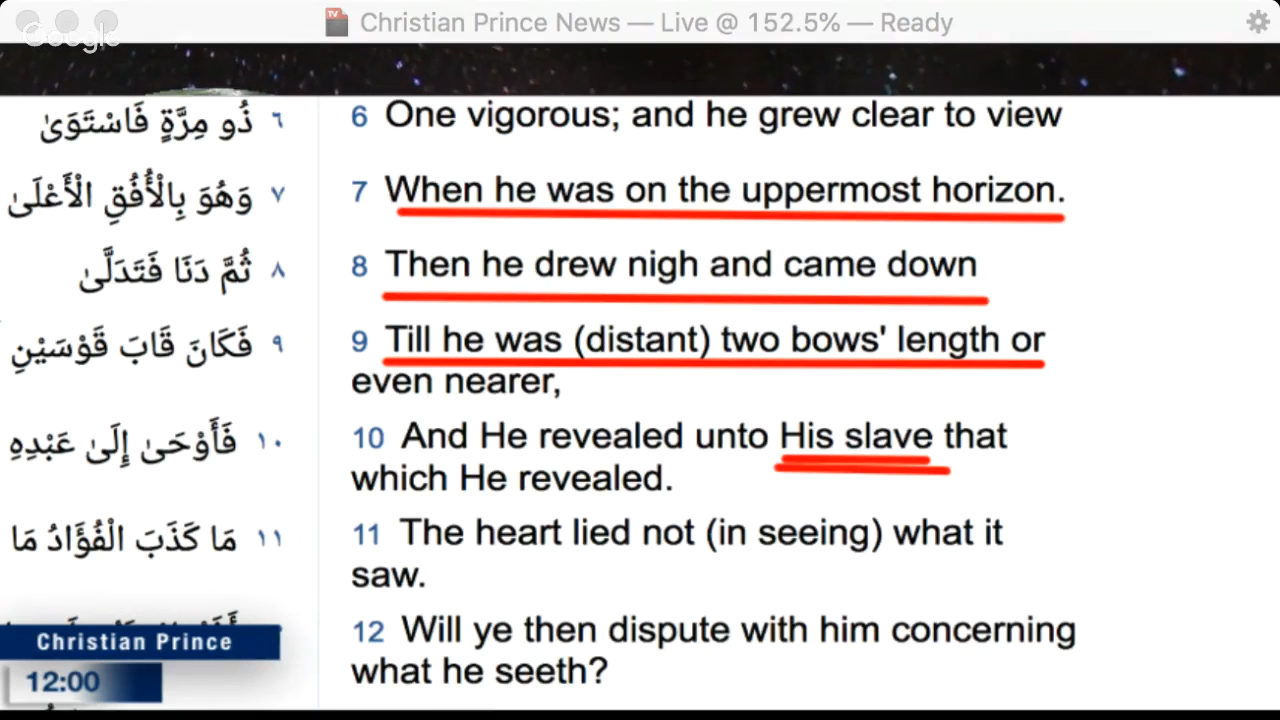 Christian Prince News — Live @ 152.5% — Ready
Google
ذُو مِرَّةٍ فَاسْتَوَىٰ ٦
6 One vigorous; and he grew clear to view
وَهُوَ بِالْأُفُقِ الْأَعْلَىٰ ٧
7 When he was on the uppermost horizon.
ثُمَّ دَنَا فَتَدَلَّىٰ ٨
8 Then he drew nigh and came down
فَكَانَ قَابَ قَوْسَيْنِ ٩
9 Till he was (distant) two bows' length or
even nearer,
فَأَوْحَىٰ إِلَىٰ عَبْدِهِ ١٠
10 And He revealed unto His slave that
which He revealed.
مَا كَذَبَ الْفُؤَادُ مَا ١١
11 The heart lied not (in seeing) what it
saw.
12 Will ye then dispute with him concerning
what he seeth?
Christian Prince
12:00